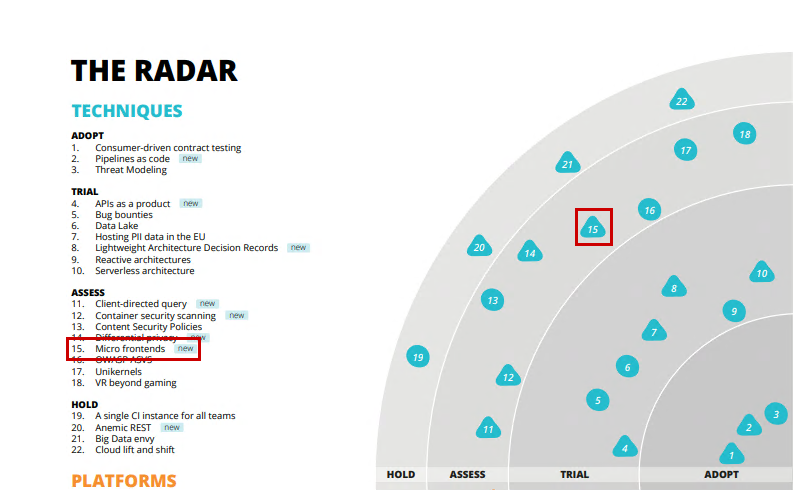 THE RADAR
TECHNIQUES
ADOPT
1. Consumer-driven contract testing
2. Pipelines as code new
3. Threat Modeling
TRIAL
4. APIs as a product new
5. Bug bounties
6. Data Lake
7. Hosting PII data in the EU
8. Lightweight Architecture Decision Records new
9. Reactive architectures
10. Serverless architecture
ASSESS
11. Client-directed query new
12. Container security scanning new
13. Content Security Policies
14. Differential privacy new
15. Micro frontends new
16. OWASP ASVS
17. Unikernels
18. VR beyond gaming
HOLD
19. A single CI instance for all teams
20. Anemic REST new
21. Big Data envy
22. Cloud lift and shift
PLATFORMS
22
18
17
21
16
15
20
14
10
8
13
9
7
19
6
12
5
3
11
2
4
1
HOLD ASSESS TRIAL ADOPT